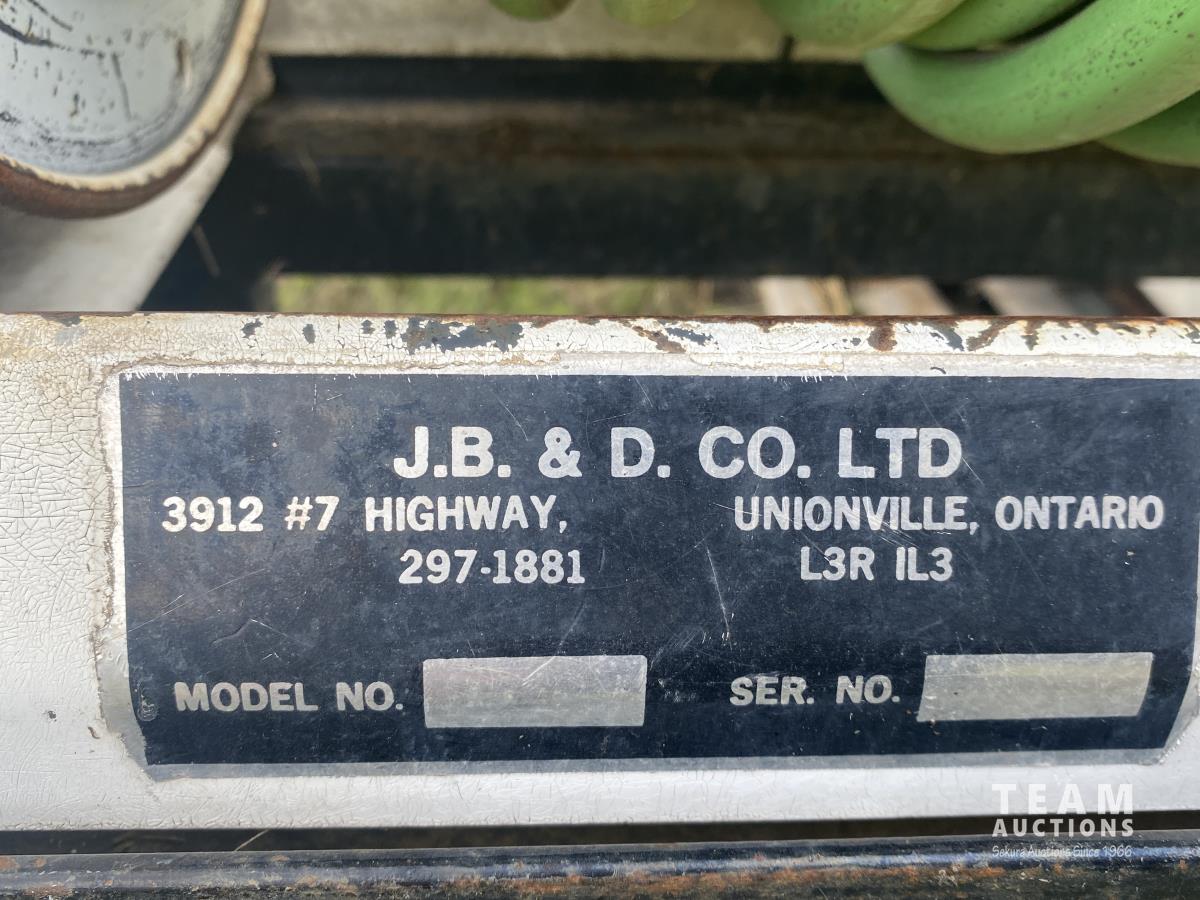 J.B. & D. CO. LTD
3912 #7 HIGHWAY, UNIONVILLE, ONTARIO
297-1881 L3R IL3
MODEL NO. SER. NO.
TEAM
AUCTIONS
Sekura Auctions Since 1966